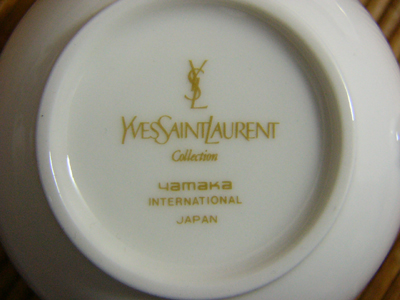 YSL
YVESSAINTLAURENT
Collection
yamaka
INTERNATIONAL
JAPAN